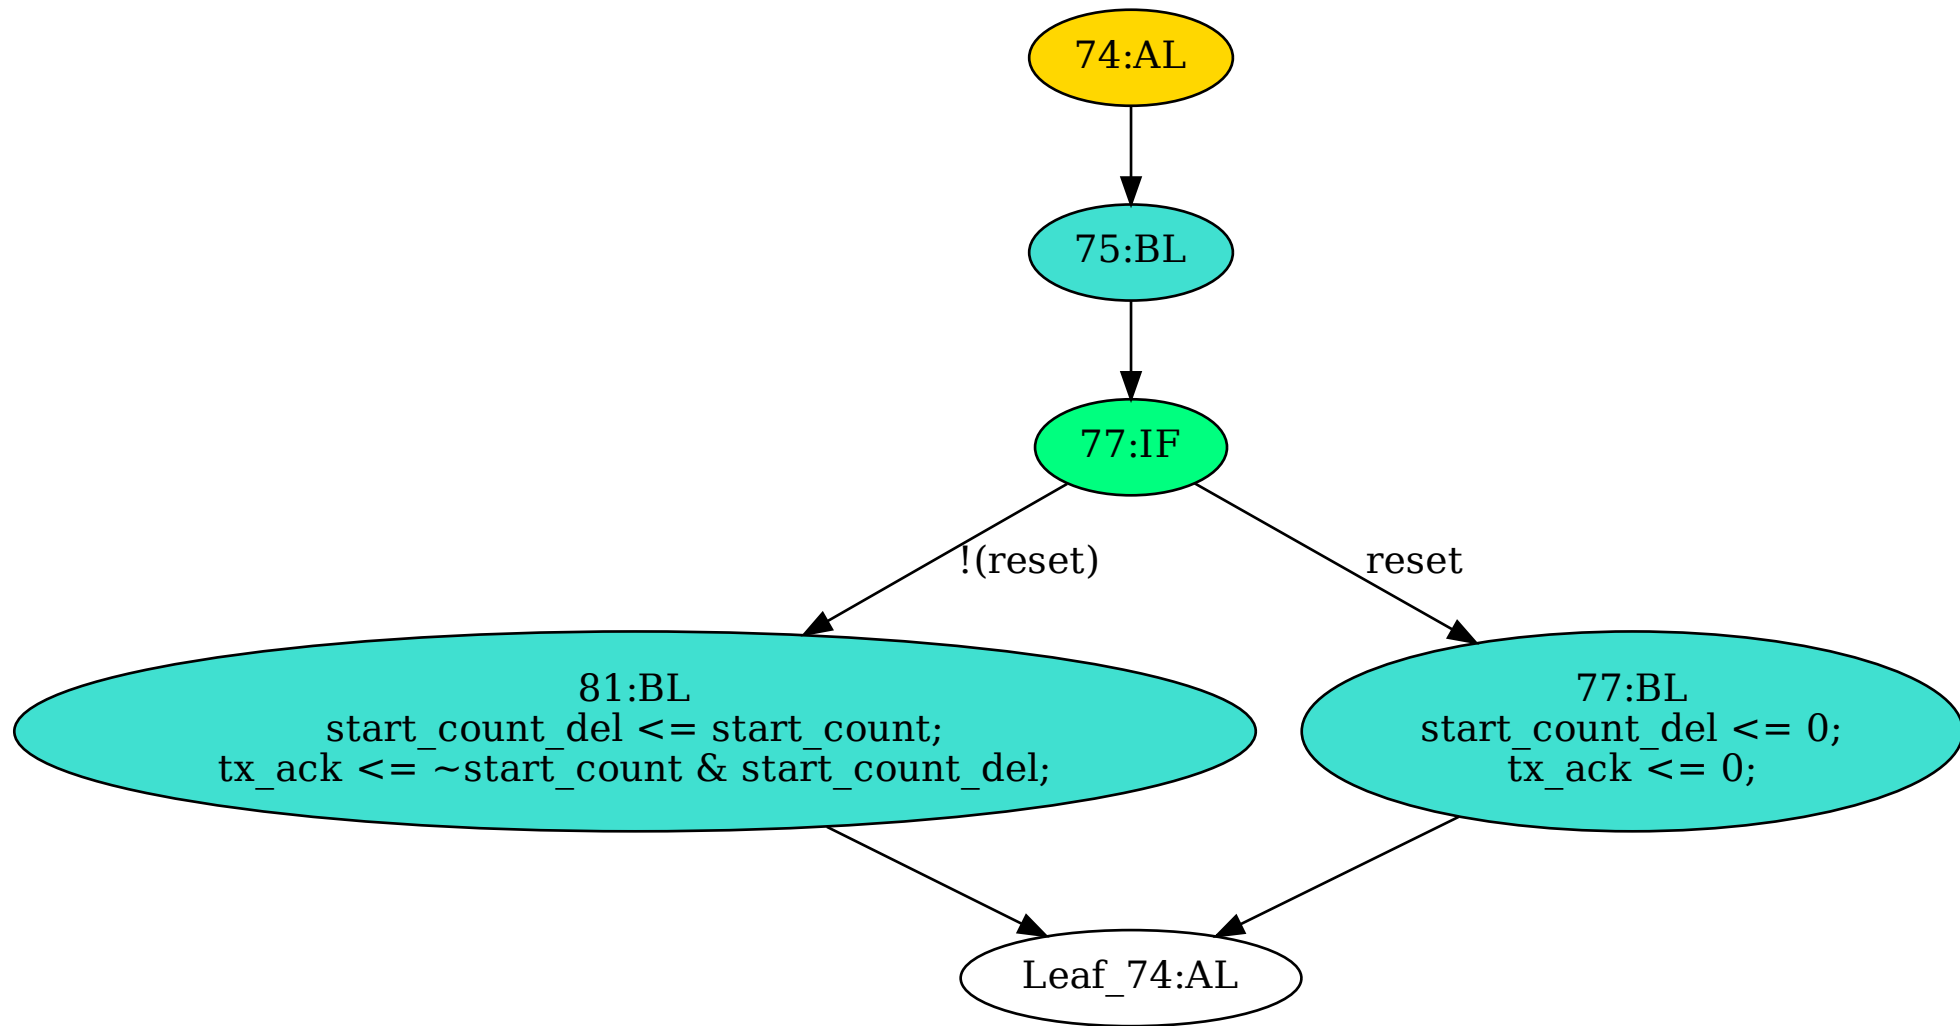 74:AL
75:BL
77:IF
!(reset)
reset
81:BL
start_count_del <= start_count;
tx_ack <= ~start_count & start_count_del;
77:BL
start_count_del <= 0;
tx_ack <= 0;
Leaf_74:AL